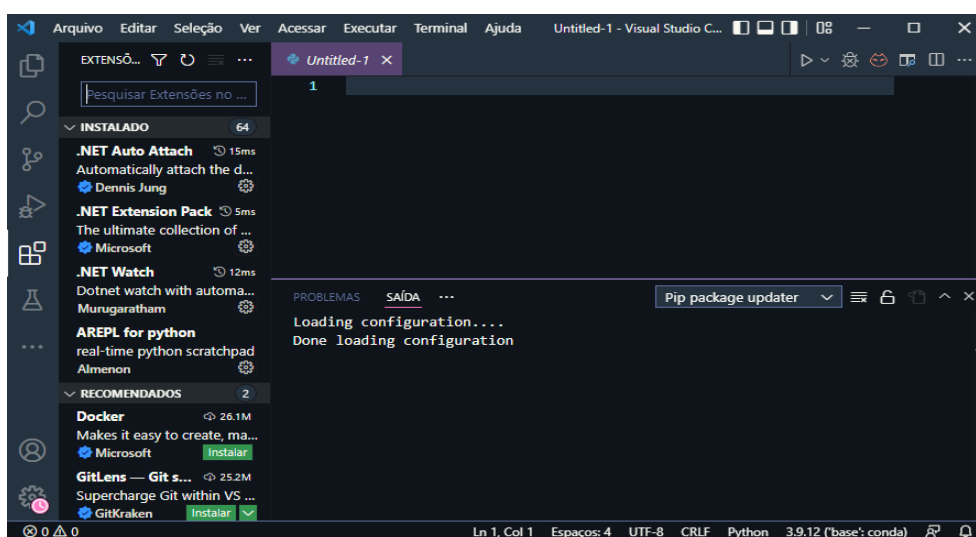 Arquivo Editar Seleção Ver Acessar Executar Terminal Ajuda Untitled-1 - Visual Studio C...
EXTENSÕ... ...
Pesquisar Extensões no ...
INSTALADO 64
.NET Auto Attach 15ms
Automatically attach the d...
Dennis Jung
.NET Extension Pack 5ms
The ultimate collection of ...
Microsoft
.NET Watch 12ms
Dotnet watch with automa...
Murugaratham
AREPL for python
real-time python scratchpad
Almenon
RECOMENDADOS 2
Docker 26.1M
Makes it easy to create, ma...
Microsoft Instalar
GitLens — Git s... 25.2M
Supercharge Git within VS ...
GitKraken Instalar
Untitled-1
1
PROBLEMAS SAÍDA ... Pip package updater
Loading configuration....
Done loading configuration
0 0 Ln 1, Col 1 Espaços: 4 UTF-8 CRLF Python 3.9.12 ('base': conda)